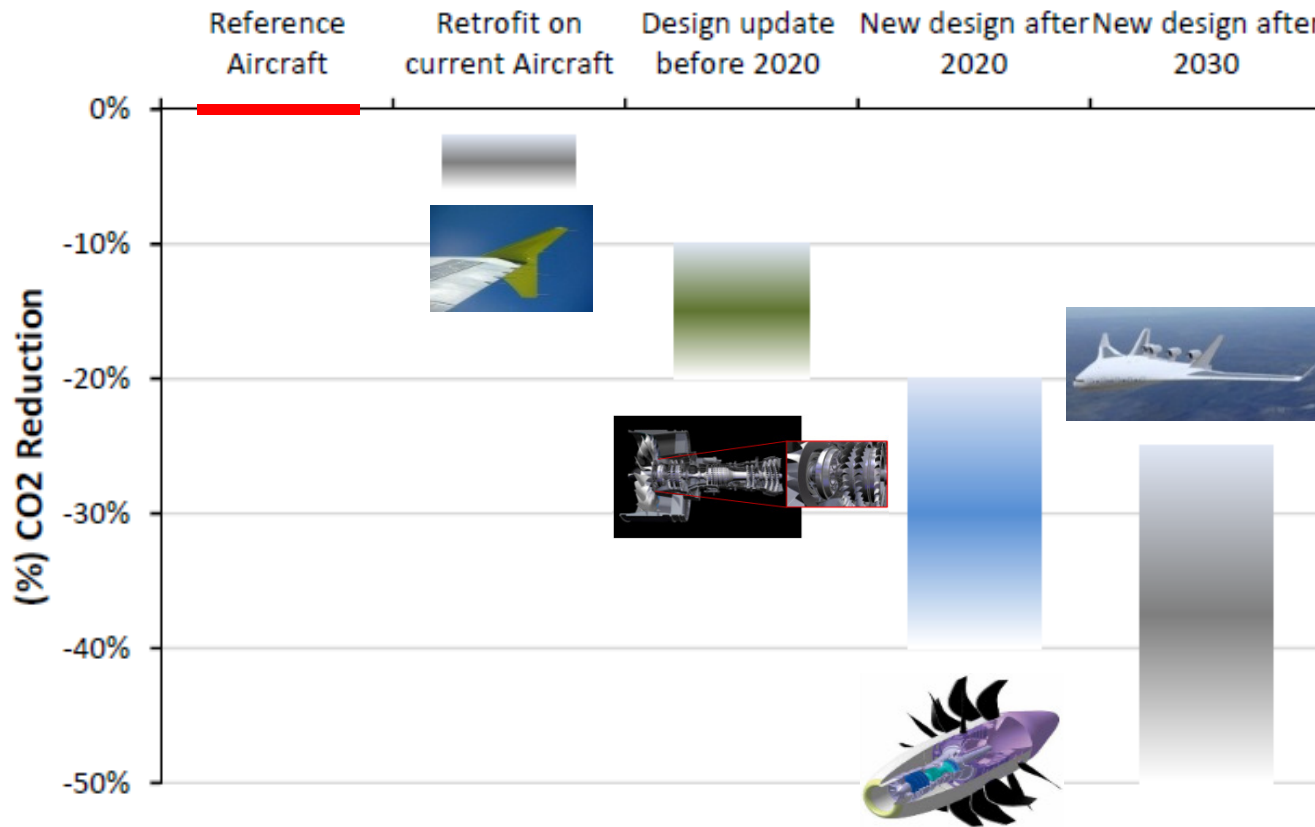 Reference
Aircraft
Retrofit on
current Aircraft
Design update
before 2020
New design after
2020
New design after
2030
0%
-10%
-20%
-30%
-40%
-50%
(%) CO2 Reduction